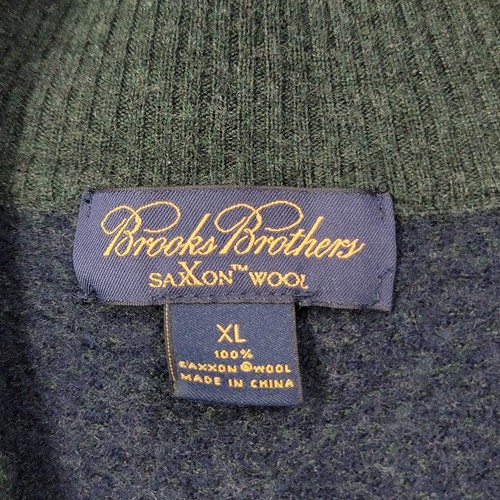 Brooks Brothers
SAXXON™ WOOL
XL
100%
SAXXON® WOOL
MADE IN CHINA